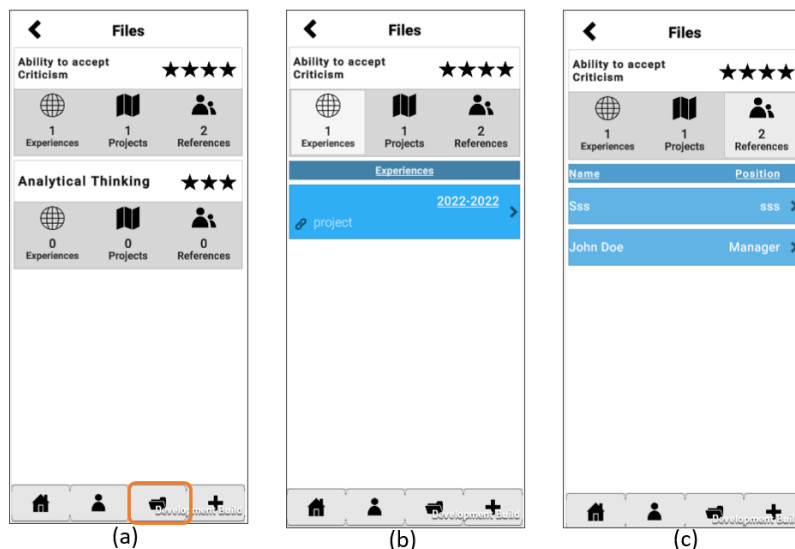 Files
Ability to accept
Criticism
1
Experiences
1
Projects
2
References
Analytical Thinking
0
Experiences
0
Projects
0
References
Development Build
(a)
Files
Ability to accept
Criticism
1
Experiences
1
Projects
2
References
Experiences
2022-2022
project
Development Build
(b)
Files
Ability to accept
Criticism
1
Experiences
1
Projects
2
References
Name Position
Sss sss
John Doe Manager
Development Build
(c)